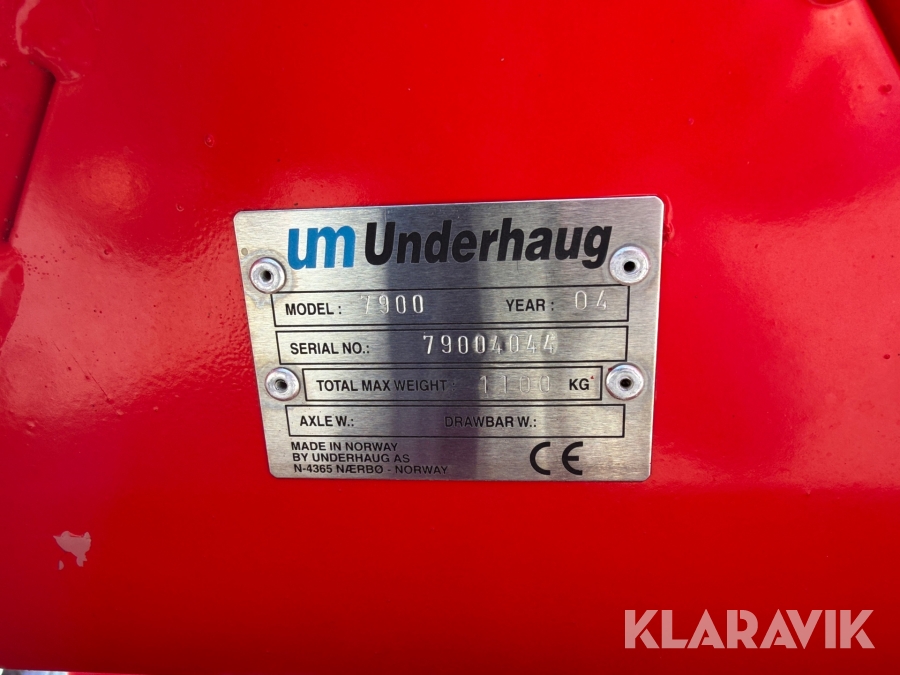 um Underhaug
MODEL: 7900 YEAR: 04
SERIAL NO.: 79004044
TOTAL MAX WEIGHT: 1100 KG
AXLE W.: DRAWBAR W.:
MADE IN NORWAY
BY UNDERHAUG AS
N-4365 NÆRBØ - NORWAY
CE
KLARAVIK